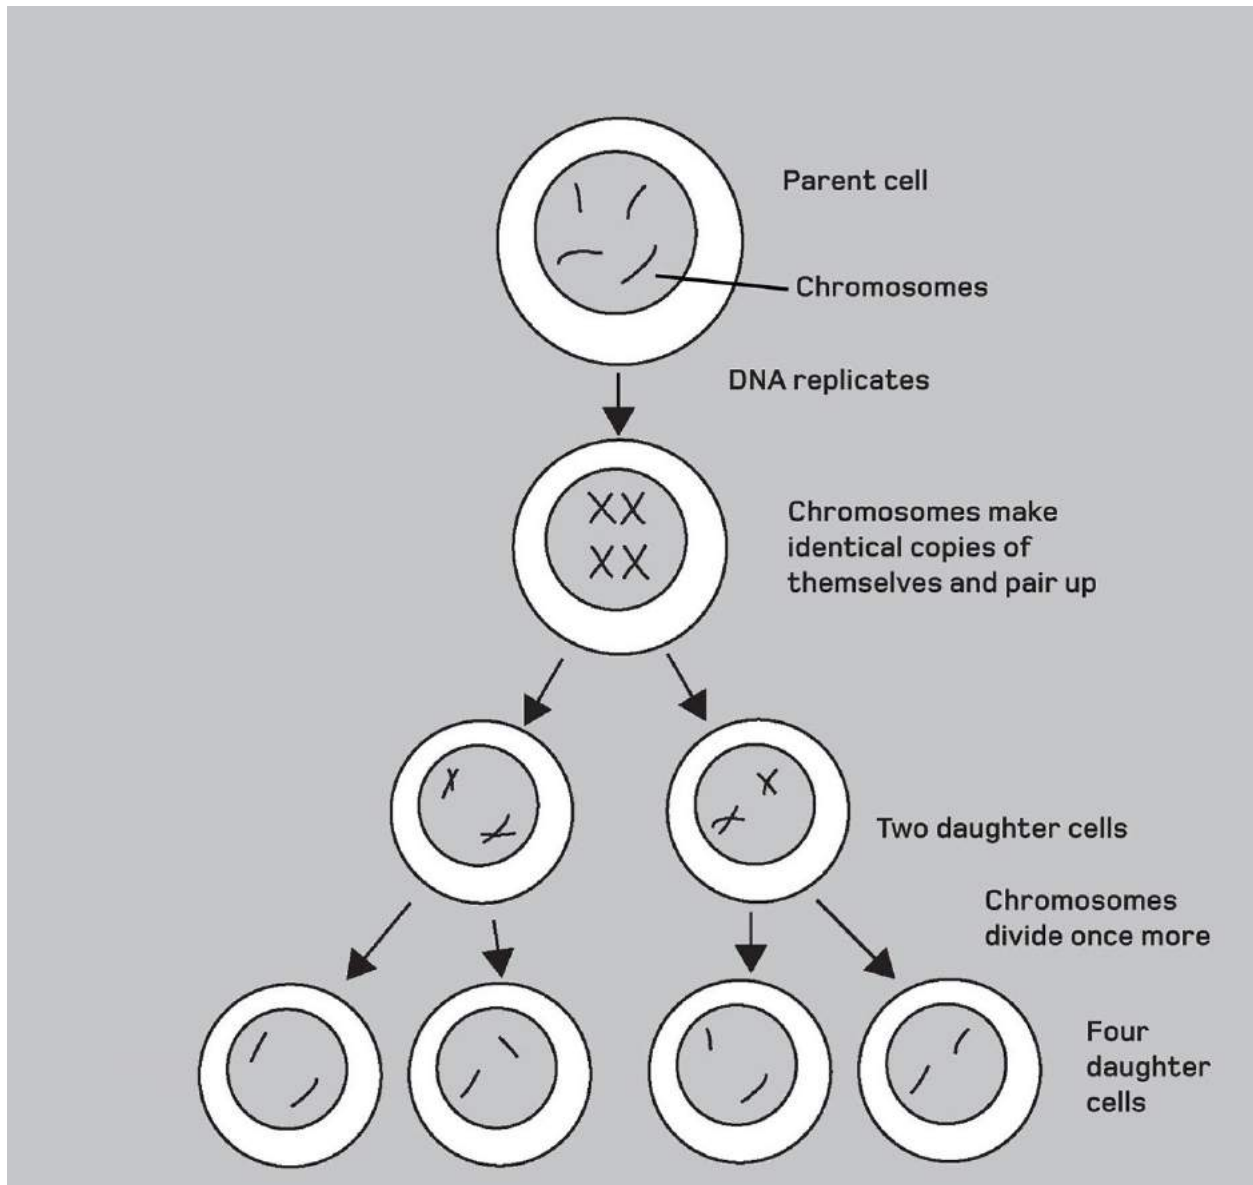 Parent cell
Chromosomes
DNA replicates
Chromosomes make
identical copies of
themselves and pair up
Two daughter cells
Chromosomes
divide once more
Four
daughter
cells